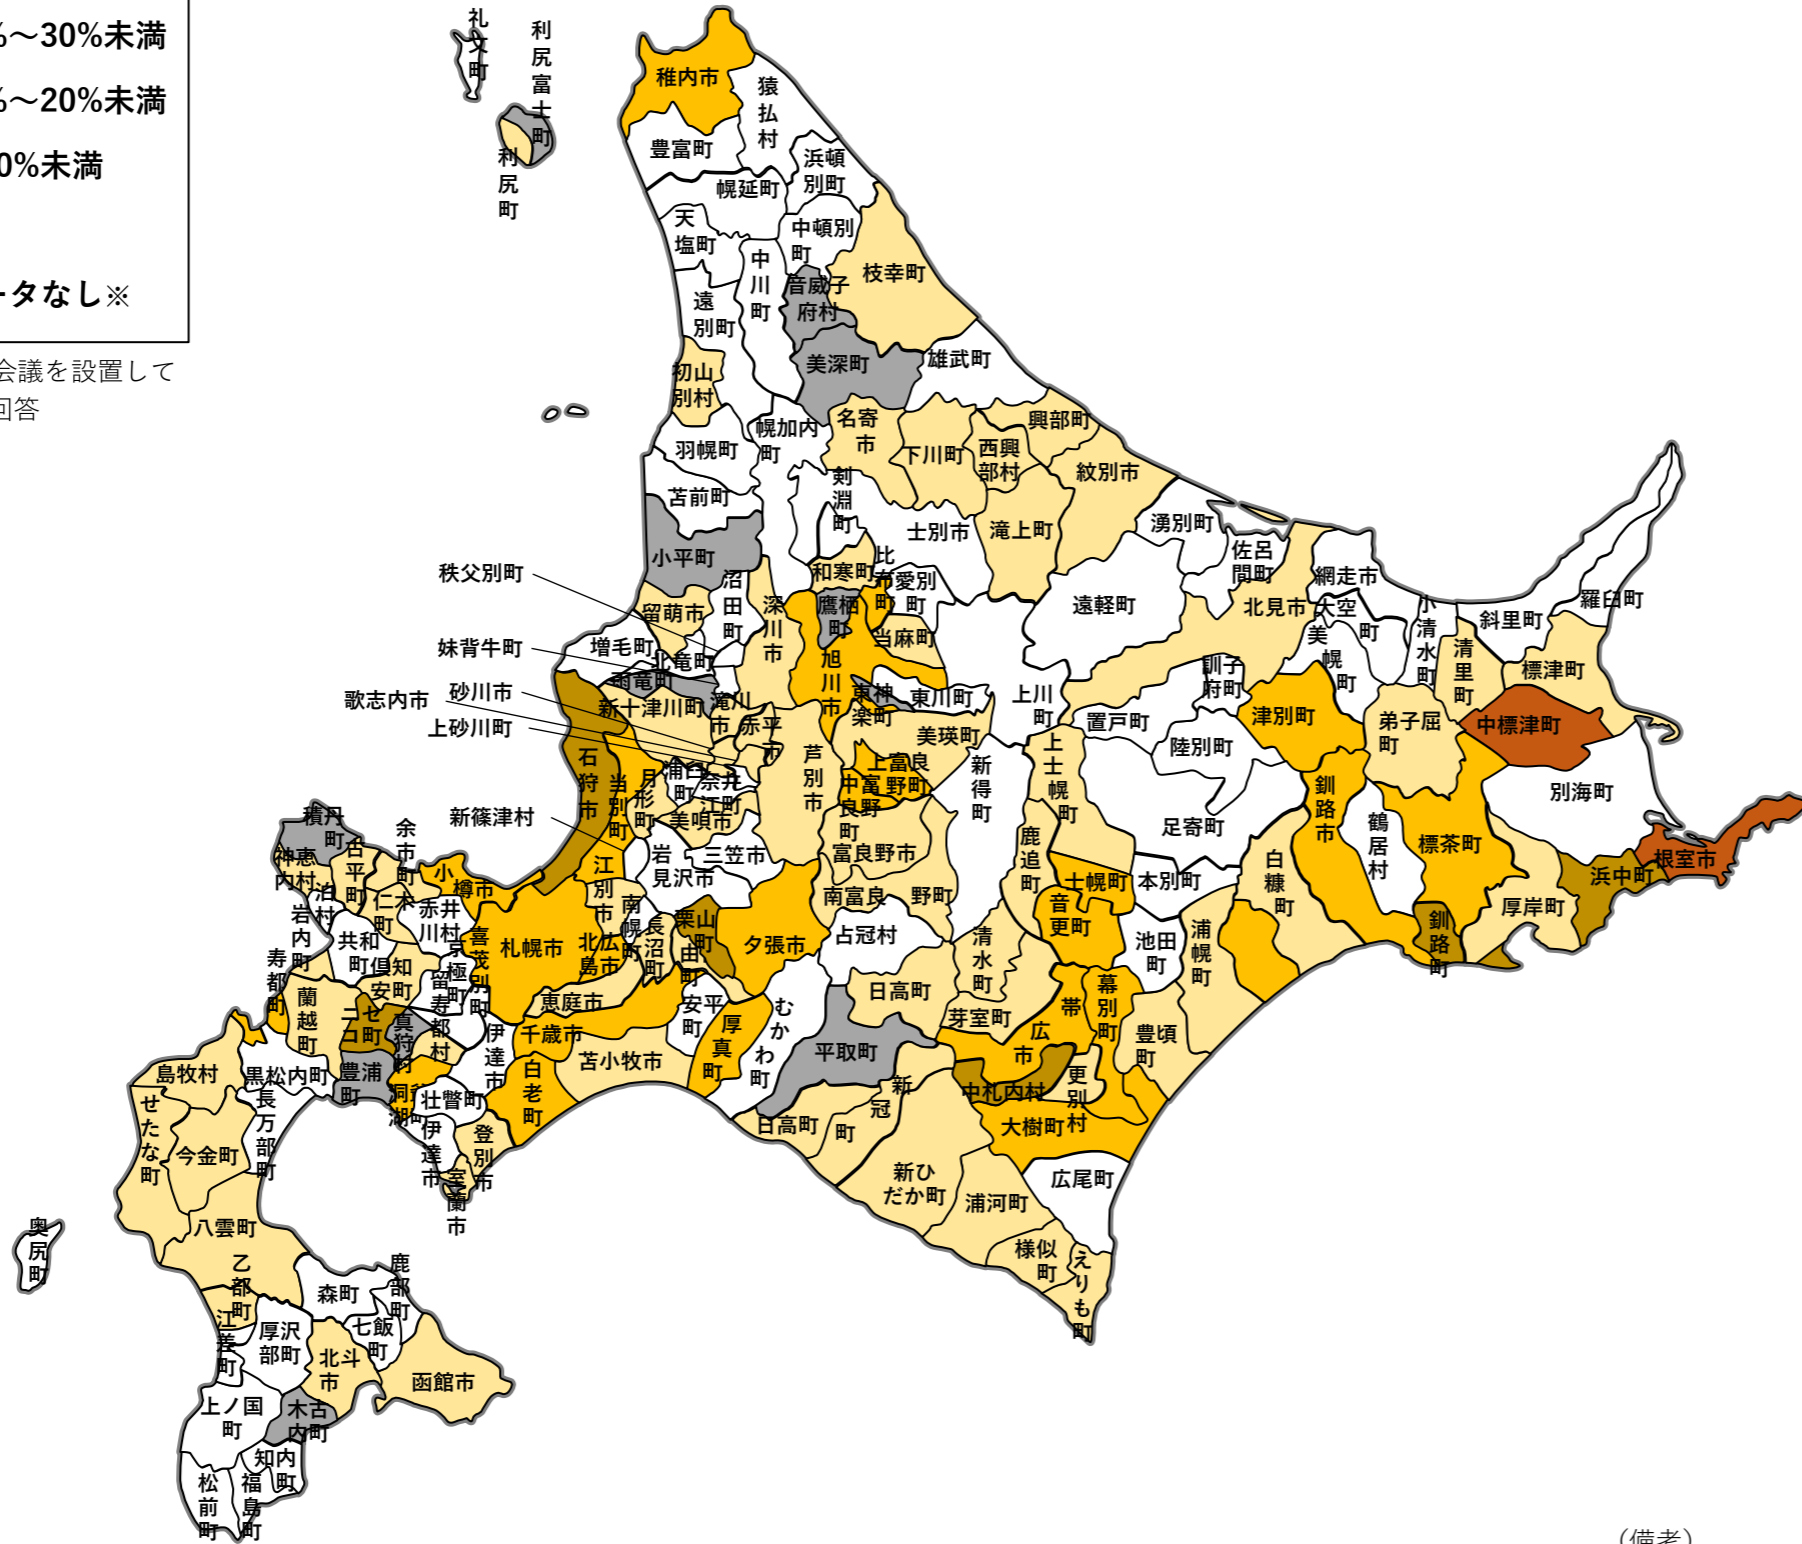 %～30%未満
%～20%未満
0%未満
ータなし※
会議を設置して
回答
礼文町
利尻富士町
利尻町
稚内市
猿払村
豊富町
浜頓別町
幌延町
天塩町
中頓別町
枝幸町
中川町
音威子府村
遠別町
美深町
雄武町
初山別村
名寄市
興部町
幌加内町
下川町
西興部村
紋別市
羽幌町
剣淵町
苫前町
士別市
滝上町
湧別町
小平町
佐呂間町
和寒町
比布町
愛別町
秩父別町
沼田町
深川市
鷹栖町
遠軽町
北見市
網走市
大空町
小清水町
斜里町
羅臼町
留萌市
当麻町
増毛町
妹背牛町
北竜町
旭川市
美幌町
清里町
標津町
雨竜町
訓子府町
歌志内市
砂川市
新十津川町
滝川市
東神楽町
東川町
上川町
置戸町
津別町
弟子屈町
中標津町
上砂川町
赤平市
美瑛町
陸別町
石狩市
当別町
月形町
浦臼町
奈井江町
芦別市
上富良野町
中富良野町
新得町
上士幌町
釧路市
別海町
新篠津村
美唄市
足寄町
鶴居村
標茶町
積丹町
余市町
古平町
神恵内村
岩見沢市
三笠市
富良野市
鹿追町
士幌町
本別町
白糠町
根室市
浜中町
小樽市
江別市
泊村
仁木町
赤井川村
南幌町
栗山町
南富良野町
音更町
厚岸町
岩内町
共和町
札幌市
北広島市
長沼町
由町
夕張市
占冠村
清水町
池田町
浦幌町
釧路町
寿都町
倶知安町
京極町
喜茂別町
留寿都村
恵庭市
安平町
むかわ町
日高町
芽室町
帯広市
幕別町
豊頃町
蘭越町
ニセコ町
真狩村
伊達市
千歳市
厚真町
平取町
島牧村
黒松内町
豊浦町
壮瞥町
白老町
苫小牧市
新冠町
中札内村
更別村
せたな町
長万部町
伊達市
登別市
日高町
大樹町
今金町
室蘭市
新ひだか町
浦河町
広尾町
奥尻町
八雲町
様似町
えりも町
乙部町
森町
鹿部町
江差町
厚沢部町
七飯町
北斗市
函館市
上ノ国町
木古内町
知内町
松前町
福島町
（備考）